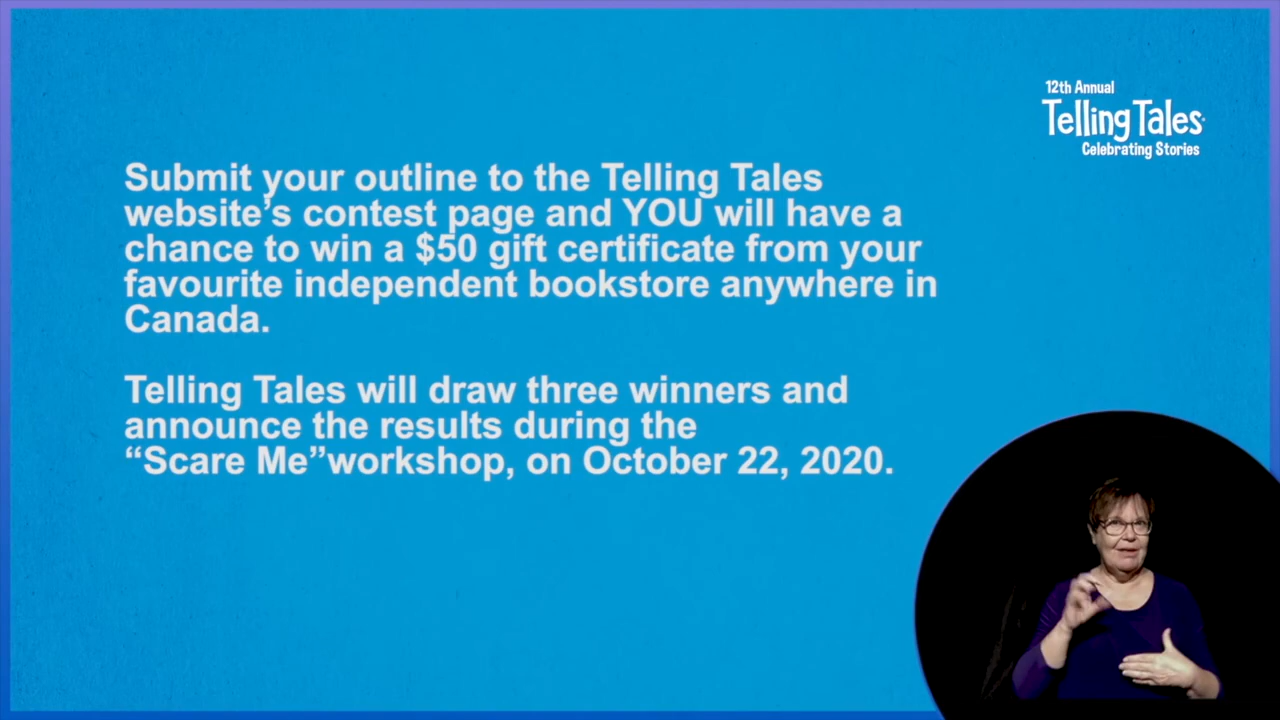 12th Annual
Telling Tales
Celebrating Stories
Submit your outline to the Telling Tales
website’s contest page and YOU will have a
chance to win a $50 gift certificate from your
favourite independent bookstore anywhere in
Canada.
Telling Tales will draw three winners and
announce the results during the
“Scare Me”workshop, on October 22, 2020.